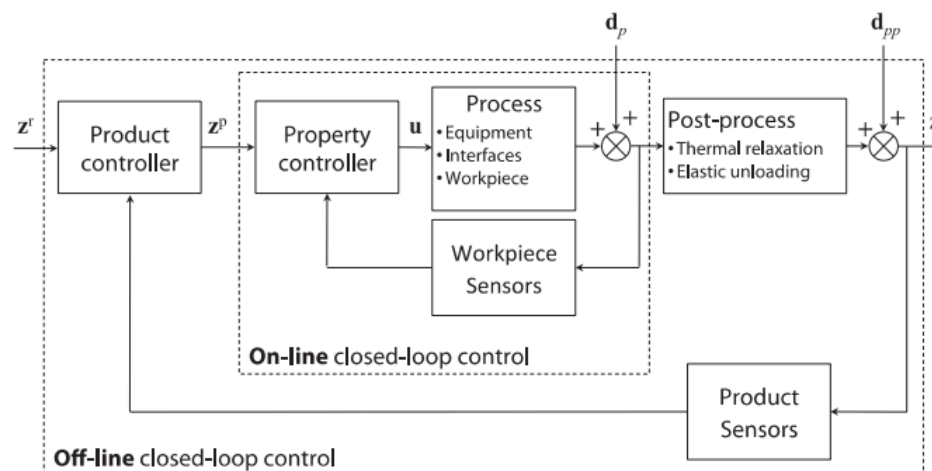 d_p
d_pp
z^r
Product
controller
z^p
Property
controller
u
Process
• Equipment
• Interfaces
• Workpiece
+
+
Post-process
• Thermal relaxation
• Elastic unloading
+
+
z
Workpiece
Sensors
On-line closed-loop control
Product
Sensors
Off-line closed-loop control